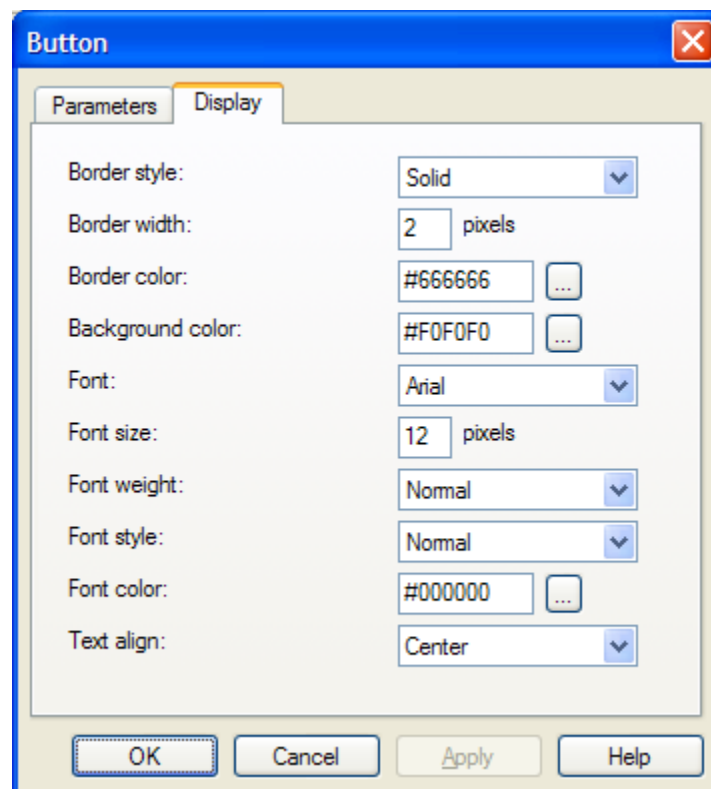 Button
Parameters Display
Border style: Solid
Border width: 2 pixels
Border color: #666666 ...
Background color: #F0F0F0 ...
Font: Arial
Font size: 12 pixels
Font weight: Normal
Font style: Normal
Font color: #000000 ...
Text align: Center
OK Cancel Apply Help